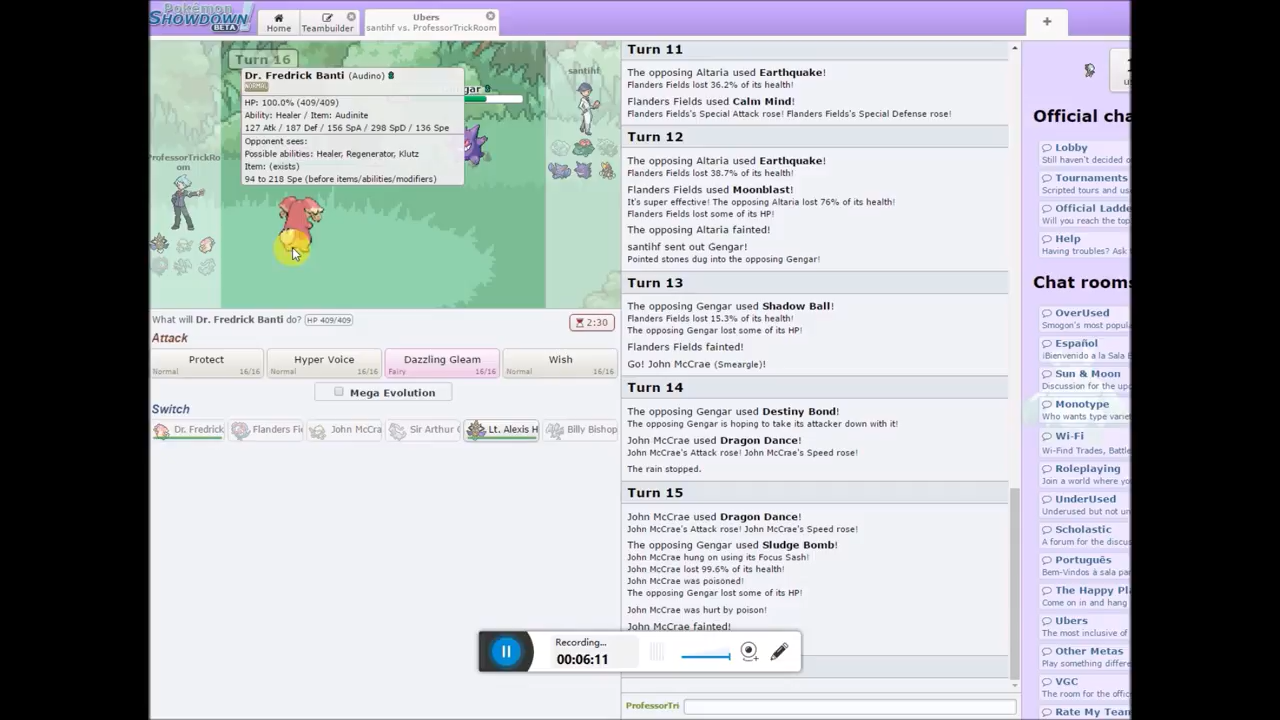 Pokémon
SHOWDOWN
BETA
Home
Teambuilder
Ubers
santihf vs. ProfessorTrickRoom
+
Turn 16
Dr. Fredrick Banti (Audino)
NORMAL
HP: 100.0% (409/409)
Ability: Healer / Item: Audinite
127 Atk / 187 Def / 156 SpA / 298 SpD / 136 Spe
Opponent sees:
Possible abilities: Healer, Regenerator, Klutz
Item: (exists)
94 to 218 Spe (before items/abilities/modifiers)
gar
santihf
ProfessorTrickRo
om
What will Dr. Fredrick Banti do? HP 409/409
2:30
Attack
Protect
Normal 16/16
Hyper Voice
Normal 16/16
Dazzling Gleam
Fairy 16/16
Wish
Normal 16/16
Mega Evolution
Switch
Dr. Fredrick
Flanders Fie
John McCra
Sir Arthur C
Lt. Alexis H
Billy Bishop
Turn 11
The opposing Altaria used Earthquake!
Flanders Fields lost 36.2% of its health!
Flanders Fields used Calm Mind!
Flanders Fields's Special Attack rose! Flanders Fields's Special Defense rose!
Turn 12
The opposing Altaria used Earthquake!
Flanders Fields lost 38.7% of its health!
Flanders Fields used Moonblast!
It's super effective! The opposing Altaria lost 76% of its health!
Flanders Fields lost some of its HP!
The opposing Altaria fainted!
santihf sent out Gengar!
Pointed stones dug into the opposing Gengar!
Turn 13
The opposing Gengar used Shadow Ball!
Flanders Fields lost 15.3% of its health!
The opposing Gengar lost some of its HP!
Flanders Fields fainted!
Go! John McCrae (Smeargle)!
Turn 14
The opposing Gengar used Destiny Bond!
The opposing Gengar is hoping to take its attacker down with it!
John McCrae used Dragon Dance!
John McCrae's Attack rose! John McCrae's Speed rose!
The rain stopped.
Turn 15
John McCrae used Dragon Dance!
John McCrae's Attack rose! John McCrae's Speed rose!
The opposing Gengar used Sludge Bomb!
John McCrae hung on using its Focus Sash!
John McCrae lost 99.6% of its health!
John McCrae was poisoned!
The opposing Gengar lost some of its HP!
John McCrae was hurt by poison!
John McCrae fainted!
Recording...
00:06:11
ProfessorTri
Official cha
Lobby
Still haven't decided o
Tournaments
Scripted tours and us
Official Ladde
Will you reach the top
Help
Having troubles? Ask
Chat rooms
OverUsed
Smogon's most popul
Español
¡Bienvenido a la Sala E
Sun & Moon
Discussion for the up
Monotype
Who wants type varie
Wi-Fi
Wi-Find Trades, Battle
Roleplaying
Join a world where yo
UnderUsed
Underused but not un
Scholastic
A forum for the discus
Português
Bem-Vindos à sala pa
The Happy Pla
Come on in and hang
Ubers
The most inclusive of
Other Metas
Play something differe
VGC
The room for the offic
Rate My Team